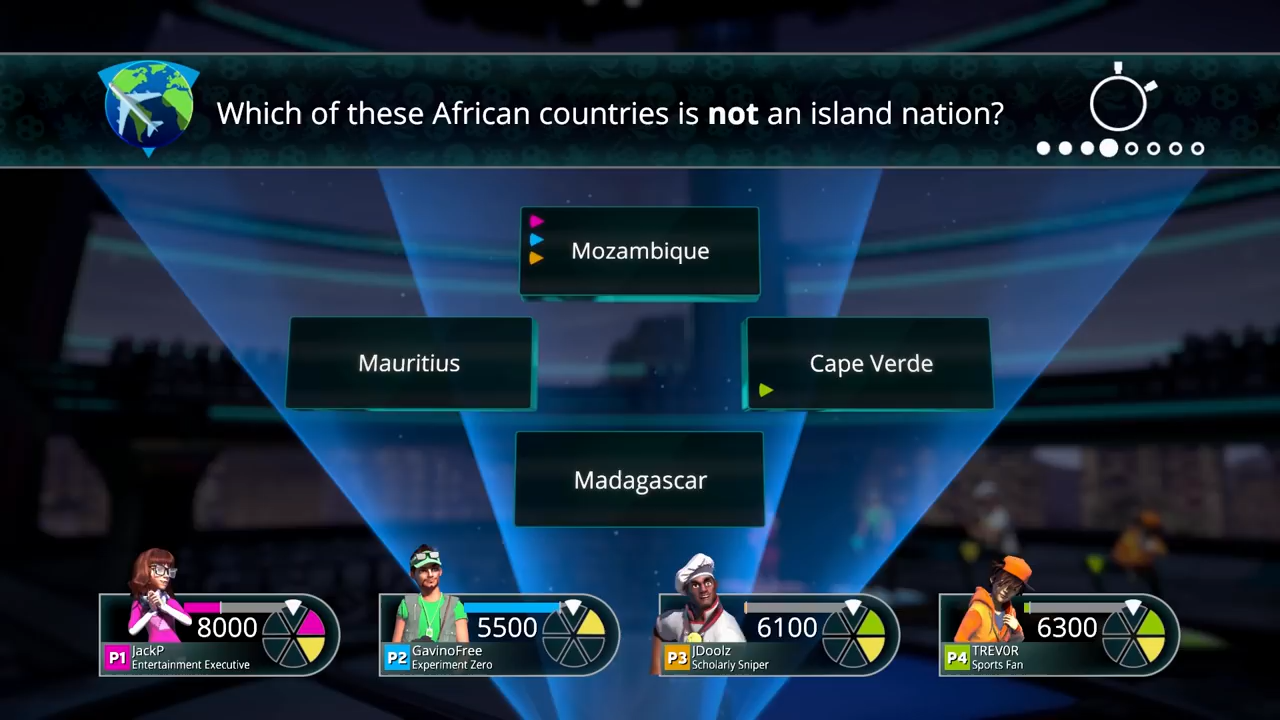 Which of these African countries is not an island nation?
Mozambique
Mauritius
Cape Verde
Madagascar
8000
P1 JackP
Entertainment Executive
5500
P2 GavinoFree
Experiment Zero
6100
P3 JDoolz
Scholarly Sniper
6300
P4 TREV0R
Sports Fan